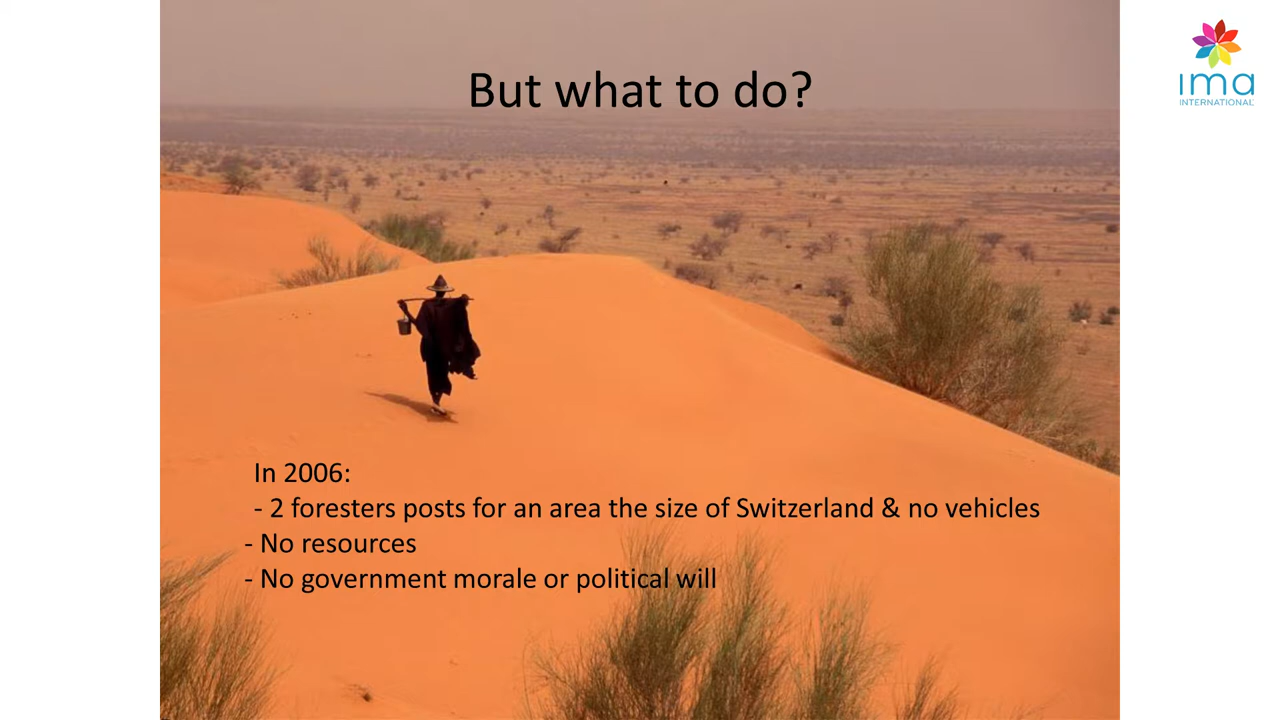 But what to do?
ima
INTERNATIONAL
In 2006:
- 2 foresters posts for an area the size of Switzerland & no vehicles
- No resources
- No government morale or political will